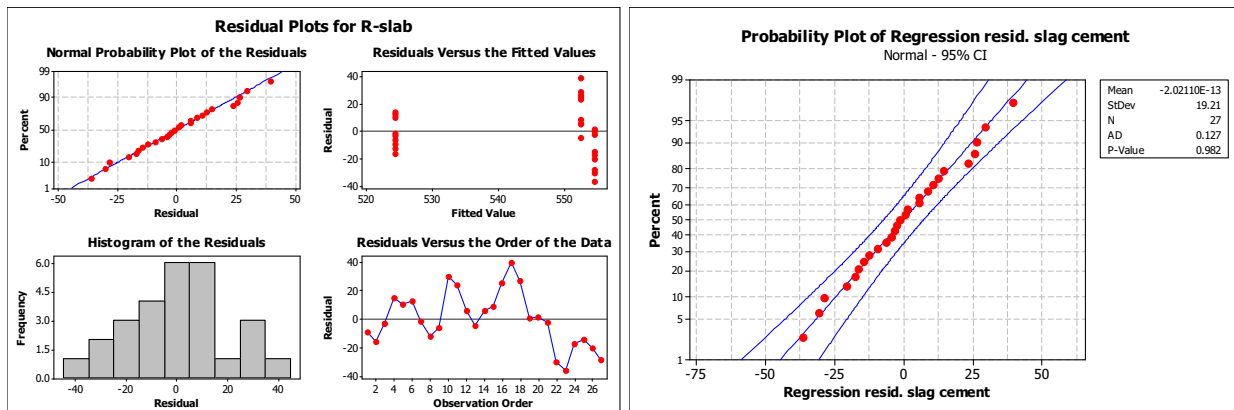 Residual Plots for R-slab
Normal Probability Plot of the Residuals
99
90
50
10
1
Percent
-50 -25 0 25 50
Residual
Residuals Versus the Fitted Values
40
20
0
-20
-40
Residual
520 530 540 550
Fitted Value
Histogram of the Residuals
6.0
4.5
3.0
1.5
0.0
Frequency
-40 -20 0 20 40
Residual
Residuals Versus the Order of the Data
40
20
0
-20
-40
Residual
2 4 6 8 10 12 14 16 18 20 22 24 26
Observation Order
Probability Plot of Regression resid. slag cement
Normal - 95% CI
99
95
90
80
70
60
50
40
30
20
10
5
1
Percent
-75 -50 -25 0 25 50
Regression resid. slag cement
Mean -2.02110E-13
StDev 19.21
N 27
AD 0.127
P-Value 0.982